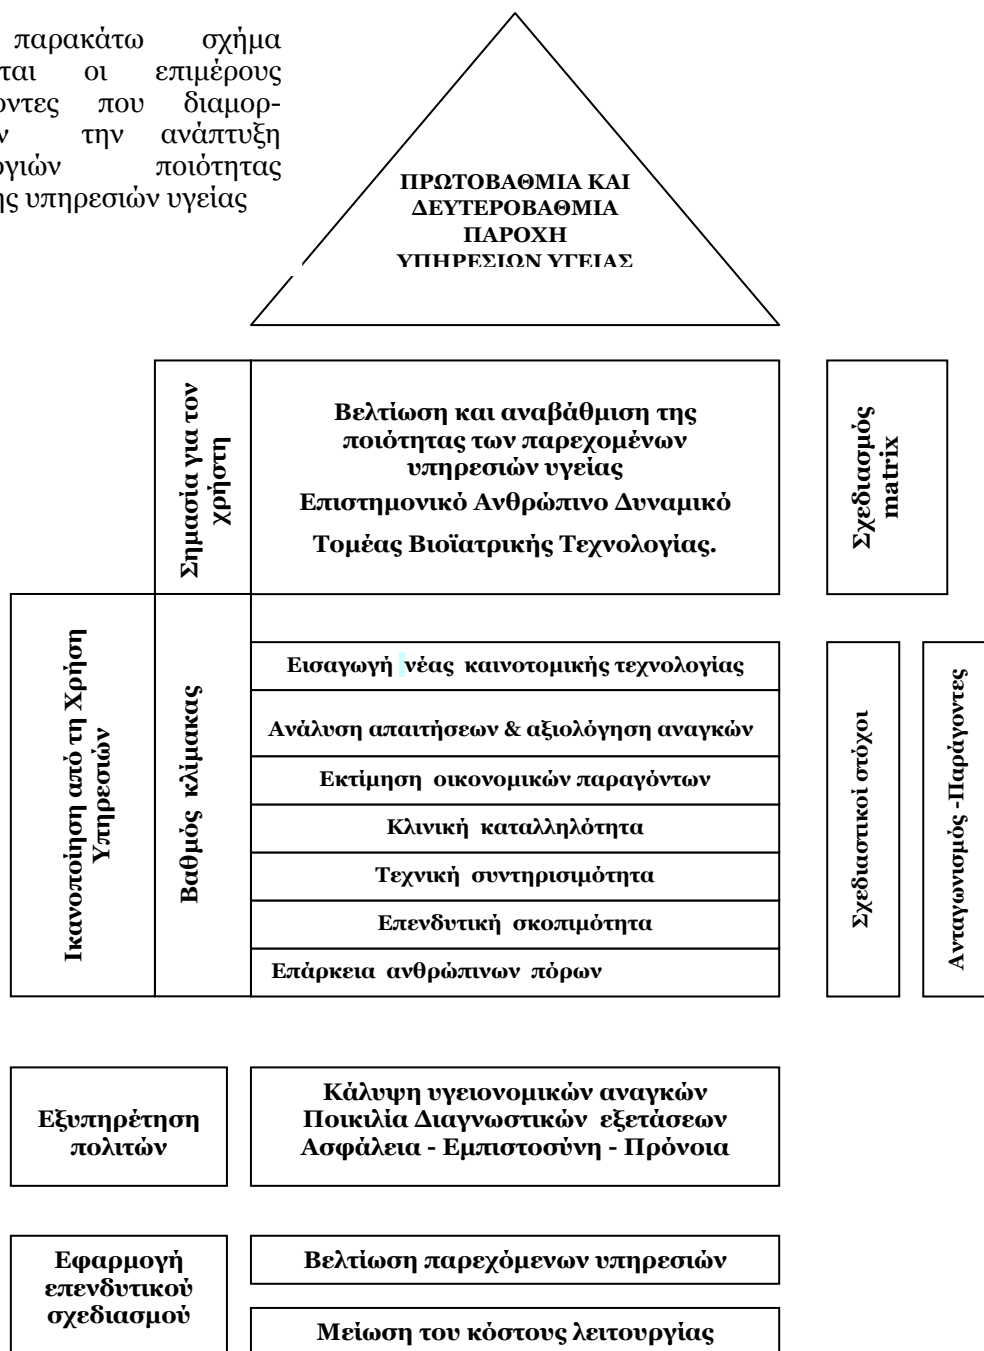 παρακάτω σχήμα
οι επιμέρους
που διαμορ-
την ανάπτυξη
ποιότητας
υπηρεσιών υγείας
ΠΡΩΤΟΒΑΘΜΙΑ ΚΑΙ
ΔΕΥΤΕΡΟΒΑΘΜΙΑ
ΠΑΡΟΧΗ
ΥΠΗΡΕΣΙΩΝ ΥΓΕΙΑΣ
Σημασία για τον
χρήστη
Βελτίωση και αναβάθμιση της
ποιότητας των παρεχομένων
υπηρεσιών υγείας
Επιστημονικό Ανθρώπινο Δυναμικό
Τομέας Βιοϊατρικής Τεχνολογίας.
Σχεδιασμός
matrix
Ικανοποίηση από τη Χρήση
Υπηρεσιών
Βαθμός κλίμακας
Εισαγωγή νέας καινοτομικής τεχνολογίας
Ανάλυση απαιτήσεων & αξιολόγηση αναγκών
Εκτίμηση οικονομικών παραγόντων
Κλινική καταλληλότητα
Τεχνική συντηρισιμότητα
Επενδυτική σκοπιμότητα
Επάρκεια ανθρώπινων πόρων
Σχεδιαστικοί στόχοι
Ανταγωνισμός -Παράγοντες
Εξυπηρέτηση
πολιτών
Κάλυψη υγειονομικών αναγκών
Ποικιλία Διαγνωστικών εξετάσεων
Ασφάλεια - Εμπιστοσύνη - Πρόνοια
Εφαρμογή
επενδυτικού
σχεδιασμού
Βελτίωση παρεχόμενων υπηρεσιών
Μείωση του κόστους λειτουργίας